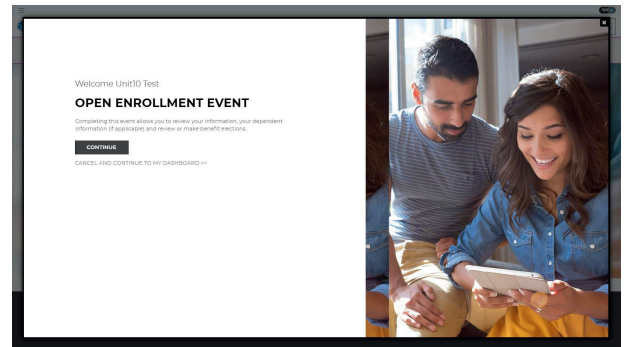 Welcome Unit10 Test
OPEN ENROLLMENT EVENT
Completing this event allows you to review your information, your dependent
information (if applicable) and review or make benefit elections.
CONTINUE
CANCEL AND CONTINUE TO MY DASHBOARD >>